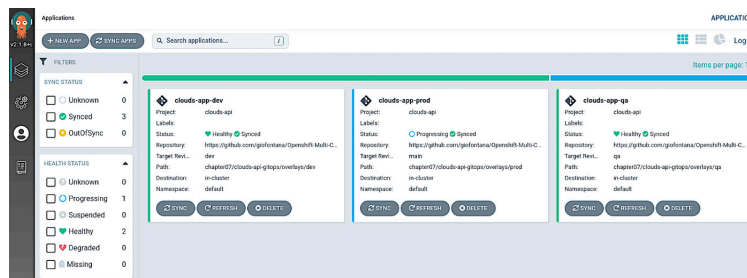 Applications
APPLICATIO
v2.1.8+
+ NEW APP
SYNC APPS
Search applications...
/
Log
FILTERS
Items per page:
SYNC STATUS
Unknown 0
Synced 3
OutOfSync 0
HEALTH STATUS
Unknown 0
Progressing 1
Suspended 0
Healthy 2
Degraded 0
Missing 0
clouds-app-dev
Project: clouds-api
Labels:
Status: Healthy Synced
Repository: https://github.com/giofontana/Openshift-Multi-C...
Target Revi... dev
Path: chapter07/clouds-api-gitops/overlays/dev
Destination: in-cluster
Namespace: default
SYNC REFRESH DELETE
clouds-app-prod
Project: clouds-api
Labels:
Status: Progressing Synced
Repository: https://github.com/giofontana/Openshift-Multi-C...
Target Revi... main
Path: chapter07/clouds-api-gitops/overlays/prod
Destination: in-cluster
Namespace: default
SYNC REFRESH DELETE
clouds-app-qa
Project: clouds-api
Labels:
Status: Healthy Synced
Repository: https://github.com/giofontana/Openshift-Multi-C...
Target Revi... qa
Path: chapter07/clouds-api-gitops/overlays/qa
Destination: in-cluster
Namespace: default
SYNC REFRESH DELETE